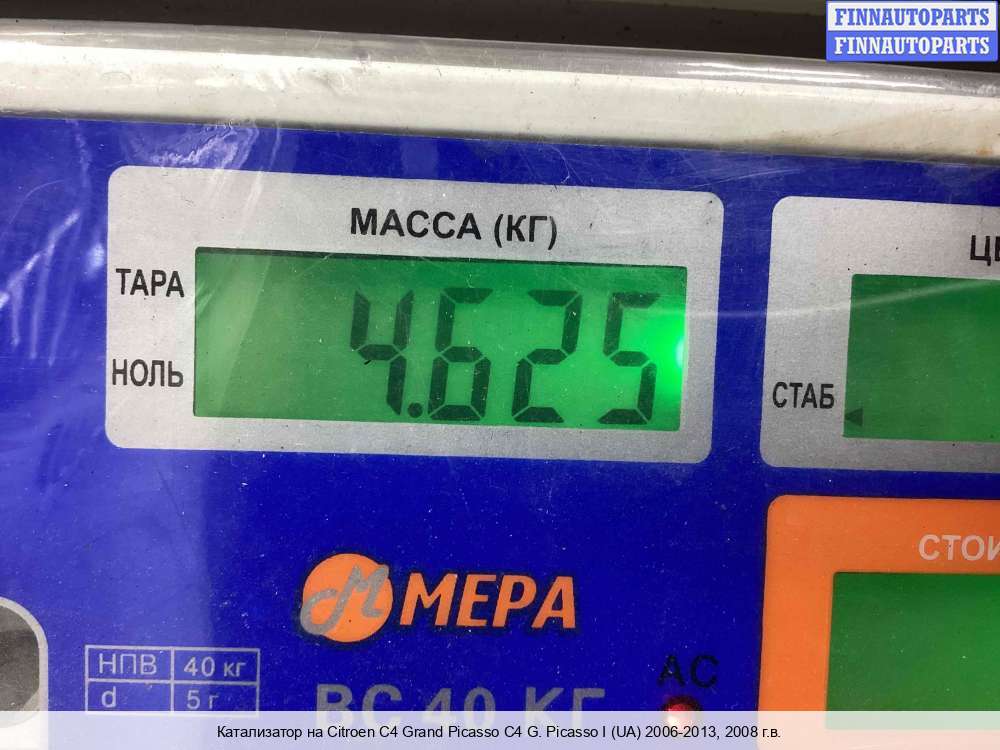 FINNAUTOPARTS
FINNAUTOPARTS
МАССА (КГ)
ТАРА
4.625
НОЛЬ
СТАБ
МЕРА
НПВ 40 кг
d 5 г
АС
ВС 40 КГ
Катализатор на Citroen C4 Grand Picasso C4 G. Picasso I (UA) 2006-2013, 2008 г.в.